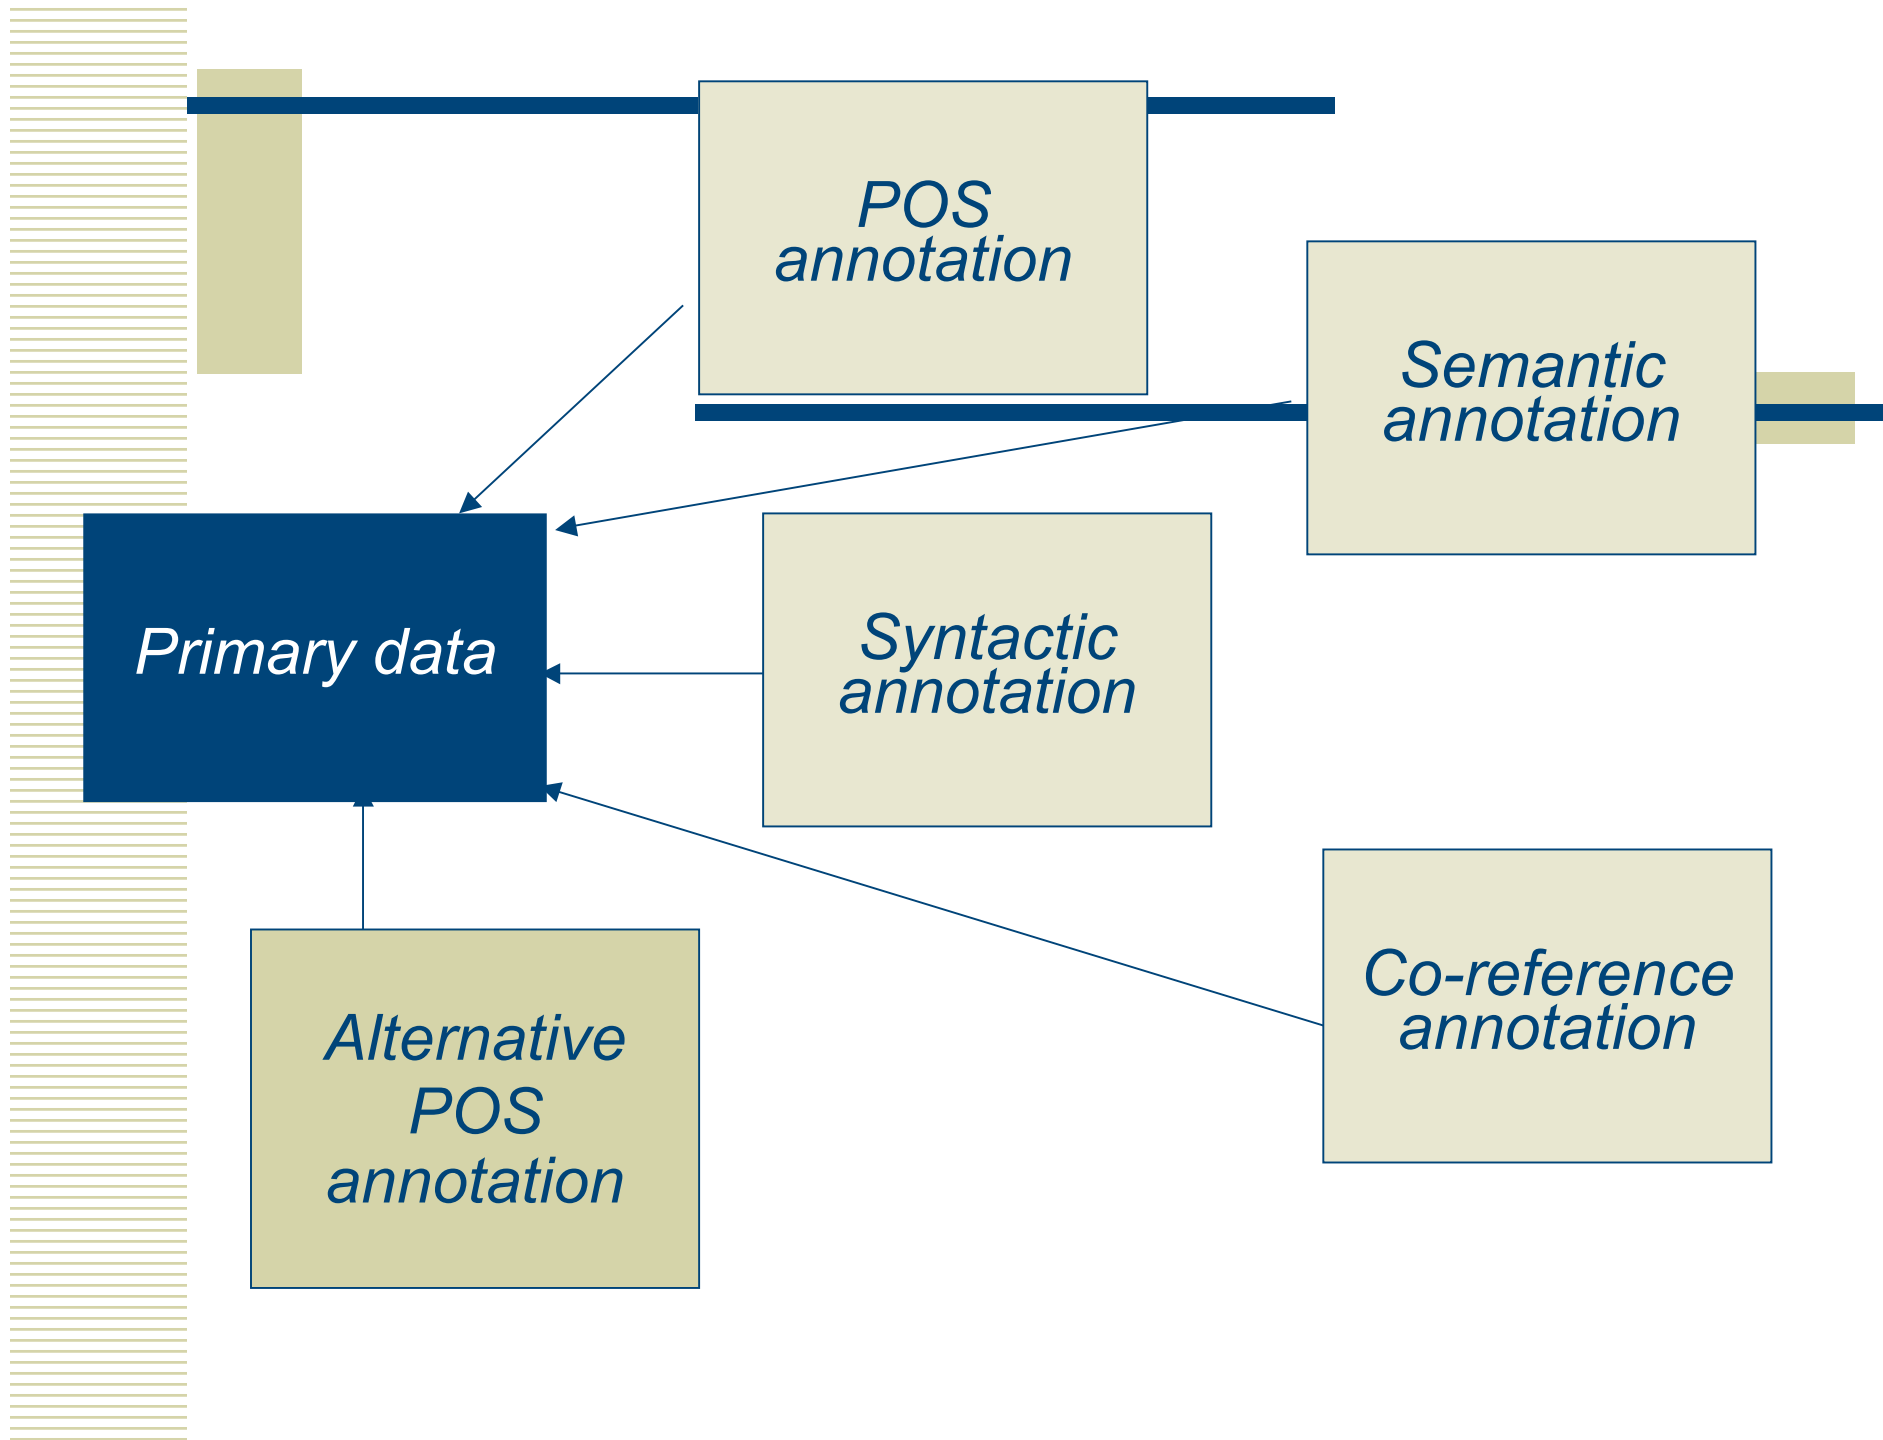 POS
annotation
Semantic
annotation
Primary data
Syntactic
annotation
Co-reference
annotation
Alternative
POS
annotation